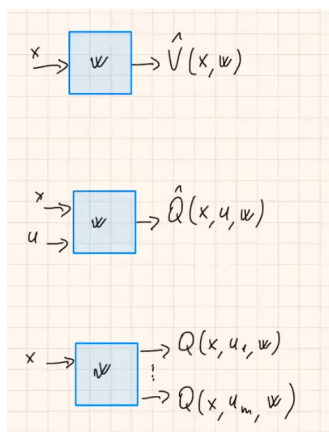 x w V̂(x, w)
x
u w Q̂(x, u, w)
x w Q(x, u₁, w)
⋮
Q(x, uₘ, w)